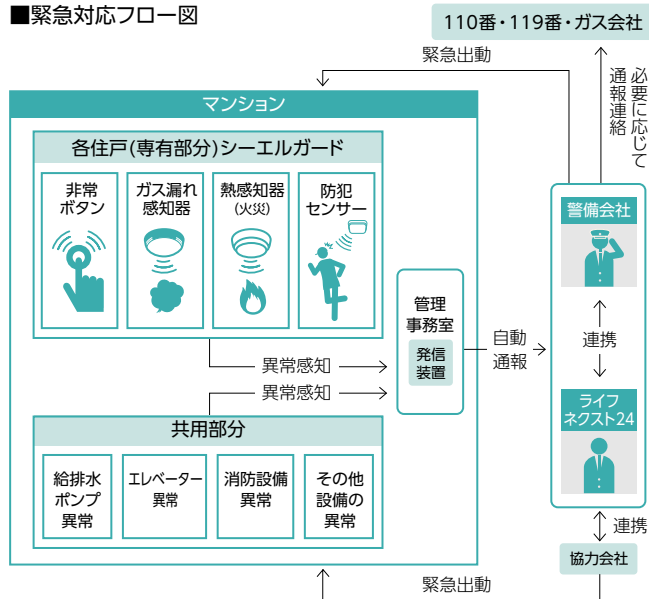 ■緊急対応フロー図
110番・119番・ガス会社
緊急出動
必要に応じて
通報連絡
マンション
各住戸(専有部分)シーエルガード
非常
ボタン
ガス漏れ
感知器
熱感知器
(火災)
防犯
センサー
警備会社
管理
事務室
発信
装置
自動
通報
連携
異常感知
異常感知
ライフ
ネクスト24
共用部分
給排水
ポンプ
異常
エレベーター
異常
消防設備
異常
その他
設備の
異常
連携
協力会社
緊急出動